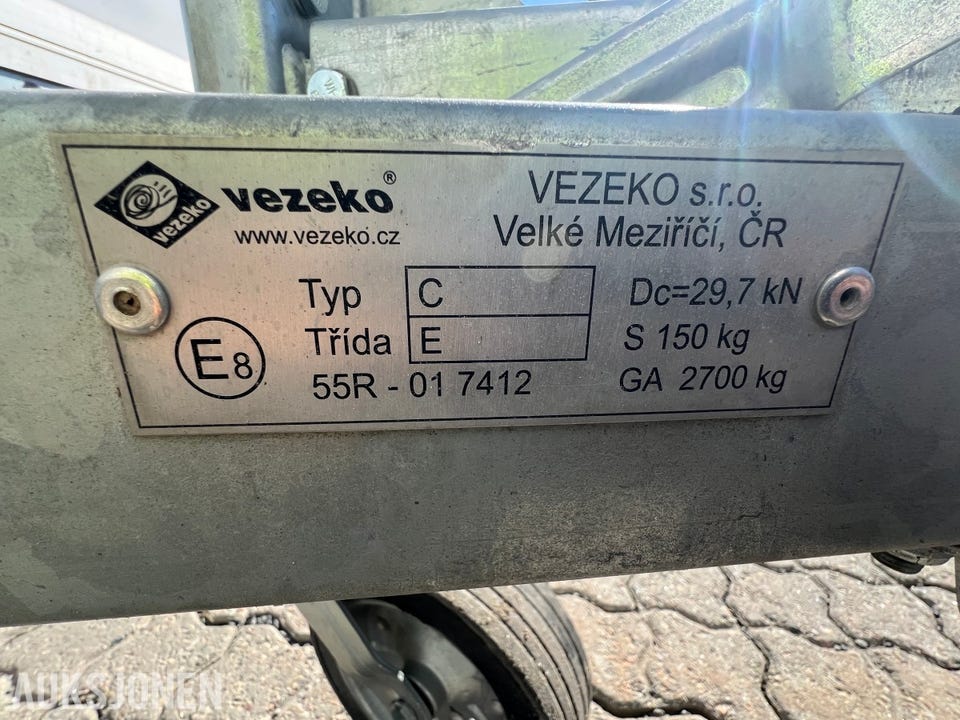 vezeko
vezeko®
www.vezeko.cz
VEZEKO s.r.o.
Velké Meziříčí, ČR
Typ C
Třída E
E8
55R - 01 7412
Dc=29,7 kN
S 150 kg
GA 2700 kg
AUKSJONEN